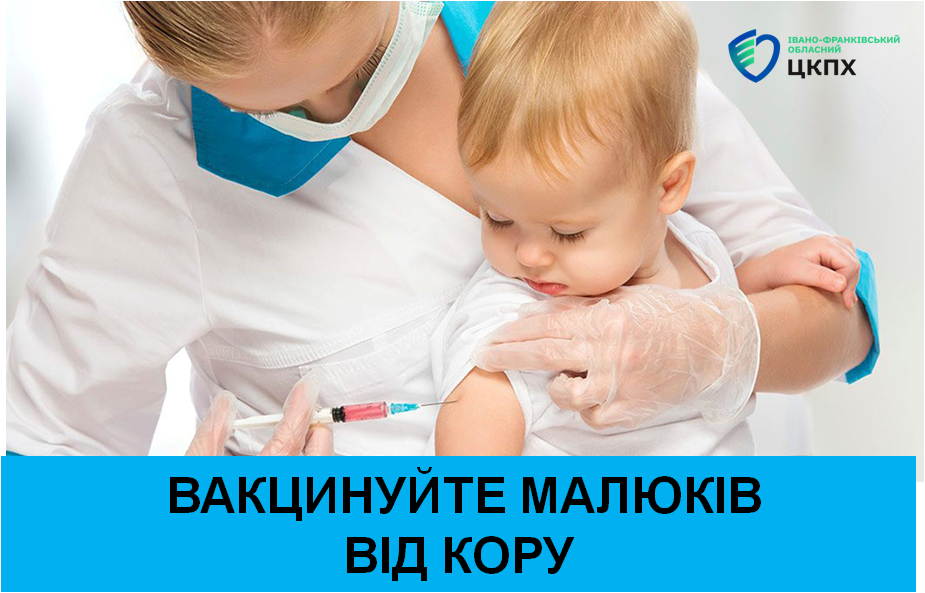 ІВАНО-ФРАНКІВСЬКИЙ
ОБЛАСНИЙ
ЦКПХ
ВАКЦИНУЙТЕ МАЛЮКІВ
ВІД КОРУ